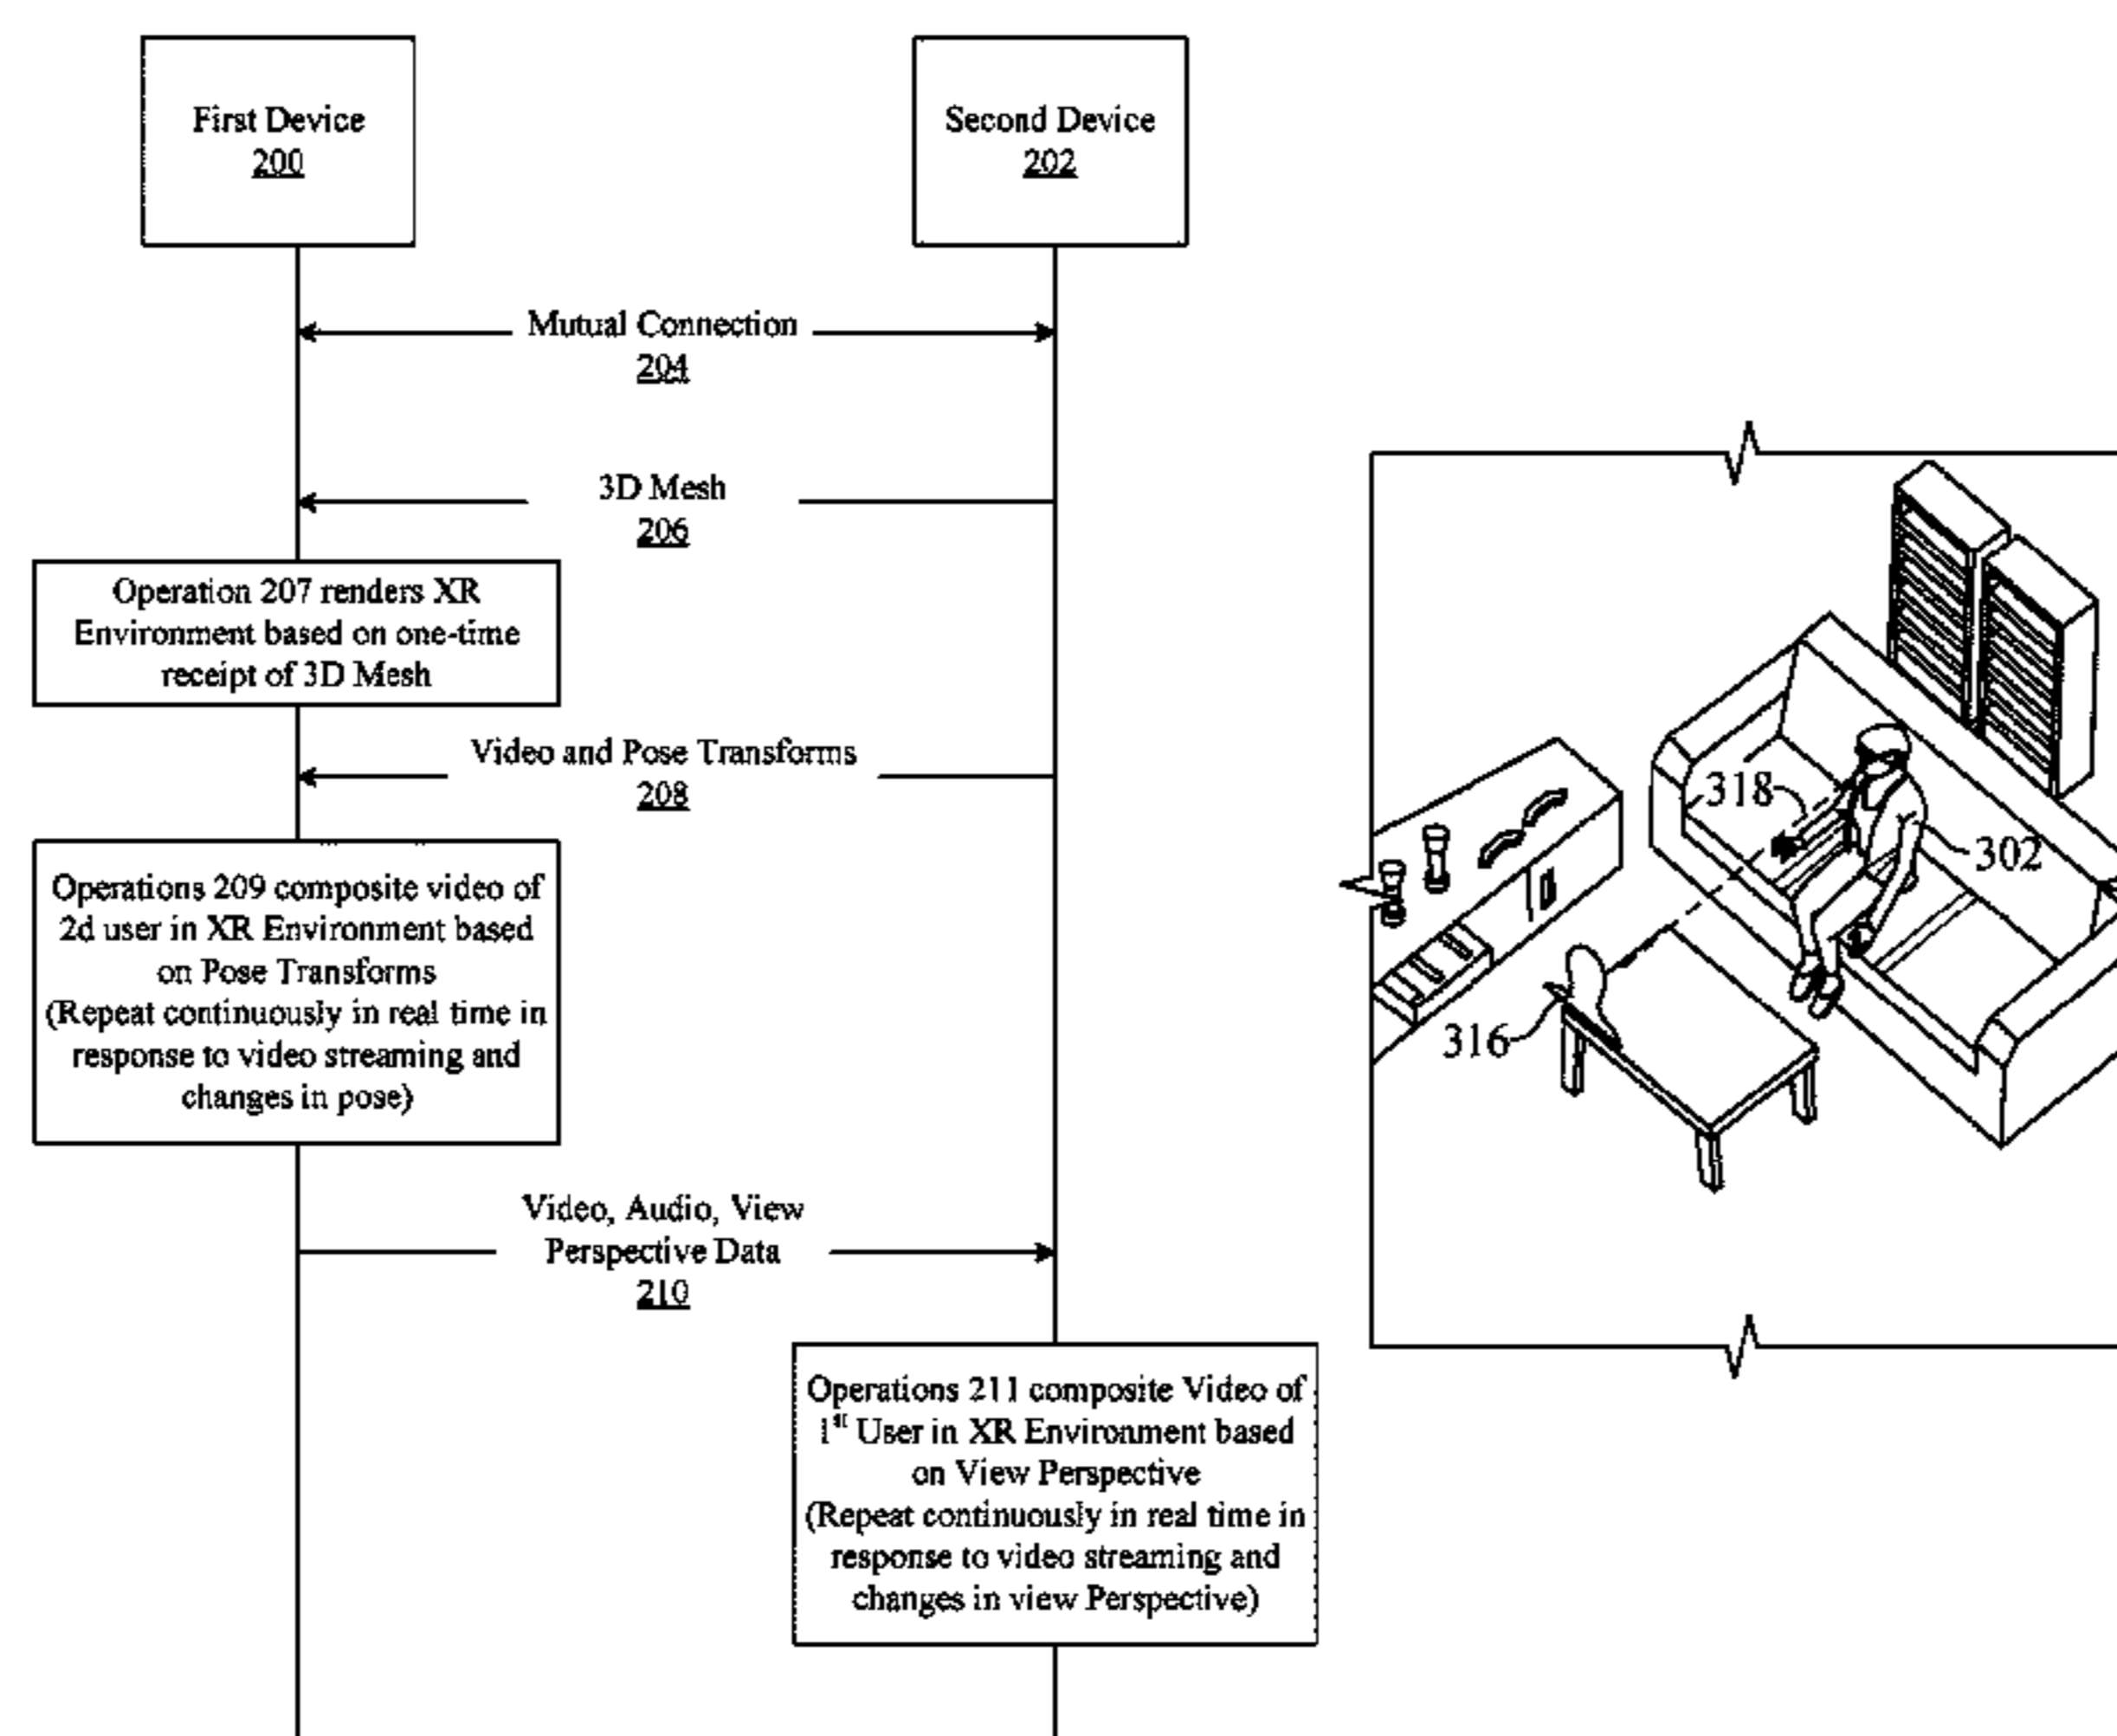 First Device
200
Second Device
202
Mutual Connection
204
3D Mesh
206
Operation 207 renders XR
Environment based on one-time
receipt of 3D Mesh
Video and Pose Transforms
208
Operations 209 composite video of
2d user in XR Environment based
on Pose Transforms
(Repeat continuously in real time in
response to video streaming and
changes in pose)
Video, Audio, View
Perspective Data
210
Operations 211 composite Video of
1st User in XR Environment based
on View Perspective
(Repeat continuously in real time in
response to video streaming and
changes in view Perspective)
318
302
316